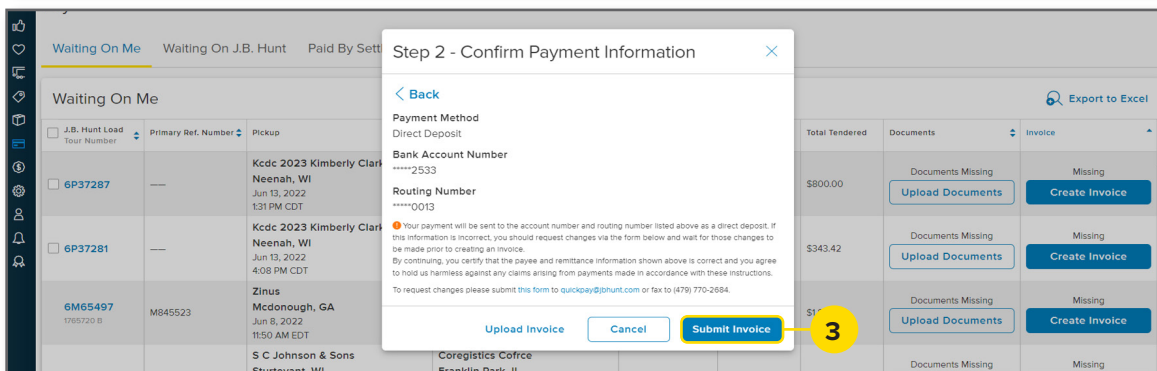 Waiting On Me
Waiting On J.B. Hunt
Paid By Sett
Waiting On Me
Export to Excel
J.B. Hunt Load
Tour Number
Primary Ref. Number
Pickup
Total Tendered
Documents
Invoice
6P37287
——
Kcdc 2023 Kimberly Clark
Neenah, WI
Jun 13, 2022
1:31 PM CDT
$800.00
Documents Missing
Upload Documents
Missing
Create Invoice
6P37281
——
Kcdc 2023 Kimberly Clark
Neenah, WI
Jun 13, 2022
4:08 PM CDT
$343.42
Documents Missing
Upload Documents
Missing
Create Invoice
6M65497
1765720 B
M845523
Zinus
Mcdonough, GA
Jun 8, 2022
11:50 AM EDT
Documents Missing
Upload Documents
Missing
Create Invoice
S C Johnson & Sons
Sturtevant, WI
Coregistics Cofrce
Franklin Park, IL
Documents Missing
Missing
Step 2 - Confirm Payment Information
< Back
Payment Method
Direct Deposit
Bank Account Number
*****2533
Routing Number
*****0013
Your payment will be sent to the account number and routing number listed above as a direct deposit. If
this information is incorrect, you should request changes via the form below and wait for those changes to
be made prior to creating an invoice.
By continuing, you certify that the payee and remittance information shown above is correct and you agree
to hold us harmless against any claims arising from payments made in accordance with these instructions.
To request changes please submit this form to quickpay@jbhunt.com or fax to (479) 770-2684.
Upload Invoice
Cancel
Submit Invoice
3